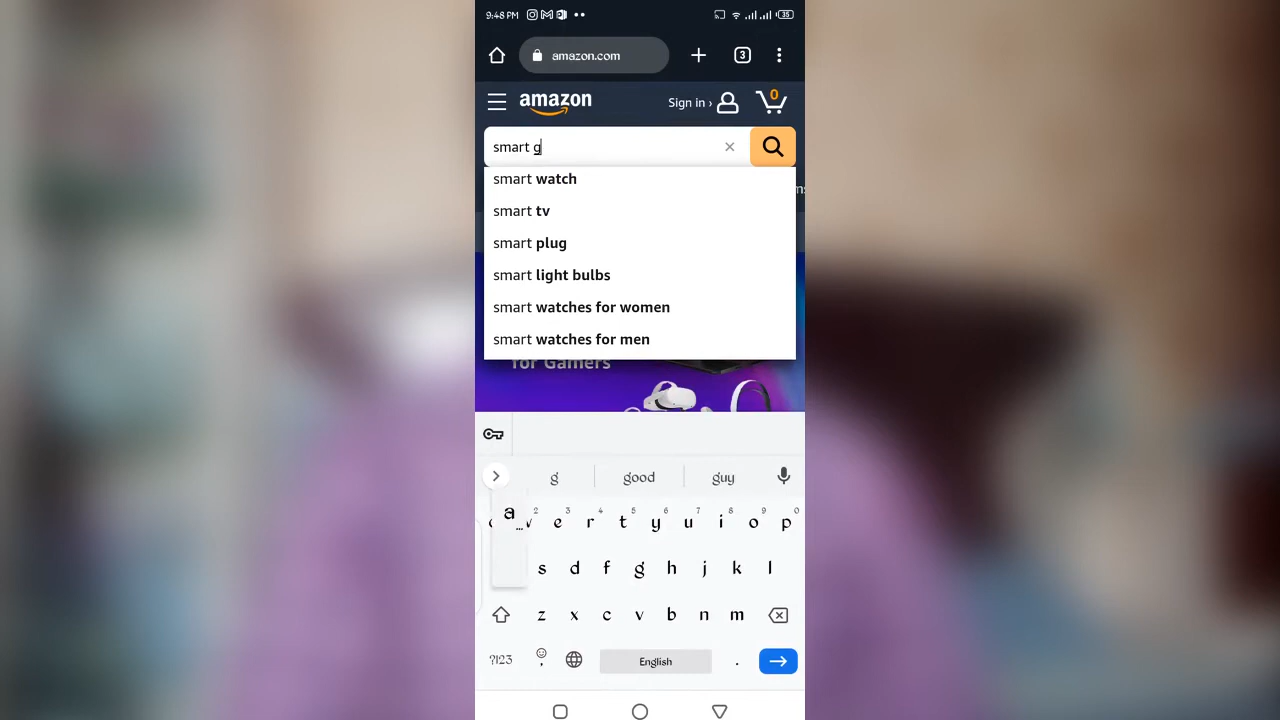 9:48 PM
35
amazon.com
3
amazon
Sign in ›
0
smart g
smart watch
smart tv
smart plug
smart light bulbs
smart watches for women
smart watches for men
for Gamers
g good guy
a
2 3 4 5 6 7 8 9 0
e r t y u i o p
s d f g h j k l
z x c v b n m
?123 , English .